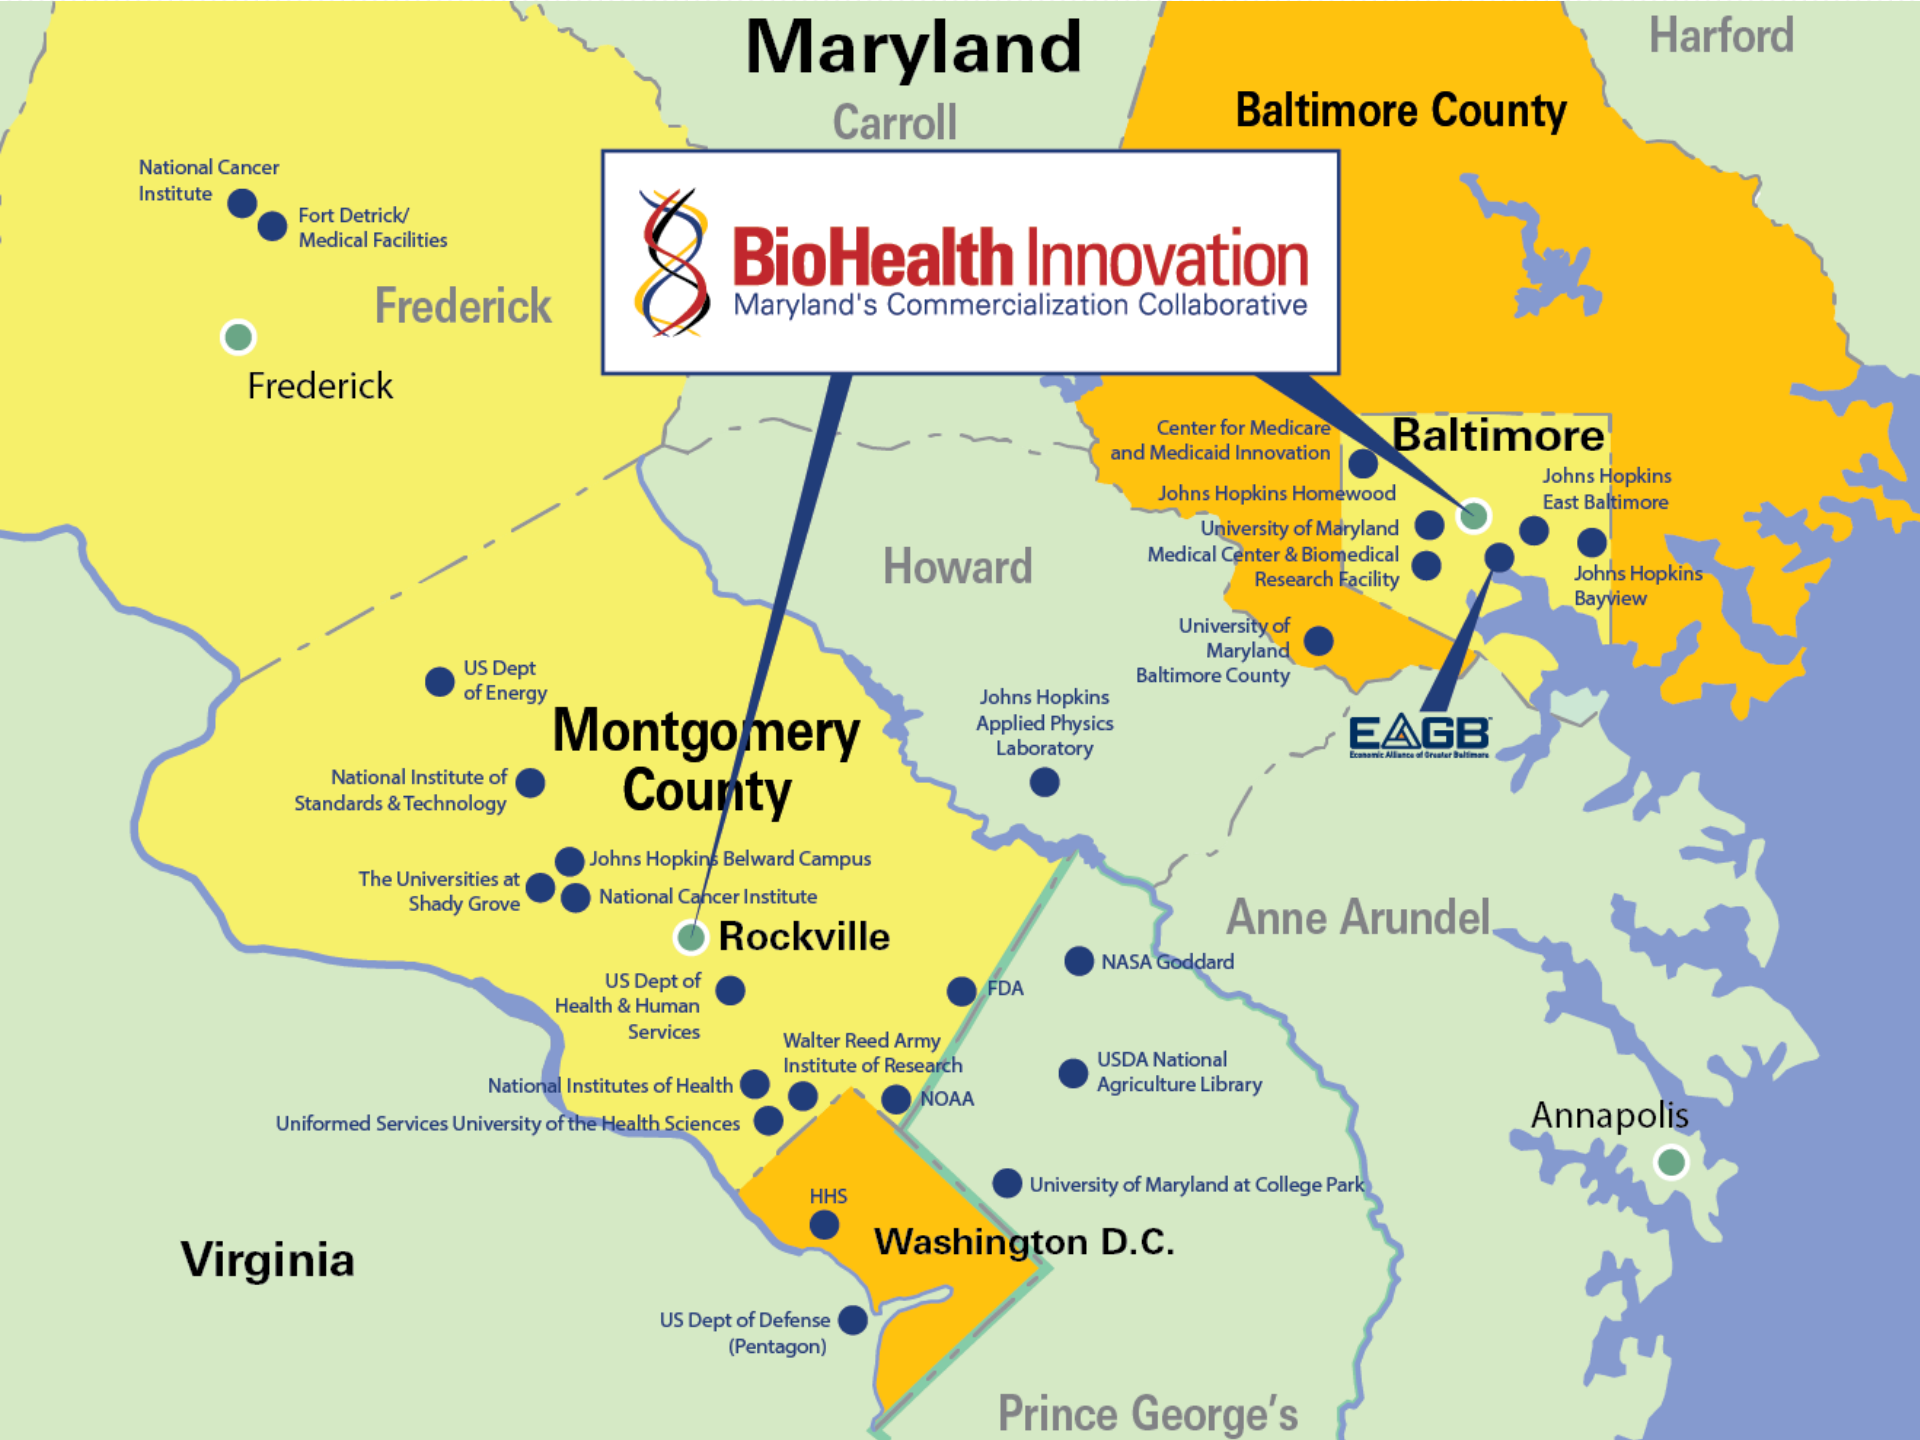 Maryland
Harford
Carroll
Baltimore County
National Cancer
Institute
Fort Detrick/
Medical Facilities
BioHealth Innovation
Maryland's Commercialization Collaborative
Frederick
Frederick
Center for Medicare
and Medicaid Innovation
Baltimore
Johns Hopkins
East Baltimore
Johns Hopkins Homewood
University of Maryland
Medical Center & Biomedical
Research Facility
Johns Hopkins
Bayview
Howard
University of
Maryland
Baltimore County
US Dept
of Energy
Johns Hopkins
Applied Physics
Laboratory
Montgomery
County
EAGB
Economic Alliance of Greater Baltimore
National Institute of
Standards & Technology
Johns Hopkins Belward Campus
The Universities at
Shady Grove
National Cancer Institute
Rockville
Anne Arundel
NASA Goddard
US Dept of
Health & Human
Services
FDA
Walter Reed Army
Institute of Research
USDA National
Agriculture Library
National Institutes of Health
NOAA
Uniformed Services University of the Health Sciences
Annapolis
University of Maryland at College Park
HHS
Washington D.C.
Virginia
US Dept of Defense
(Pentagon)
Prince George's